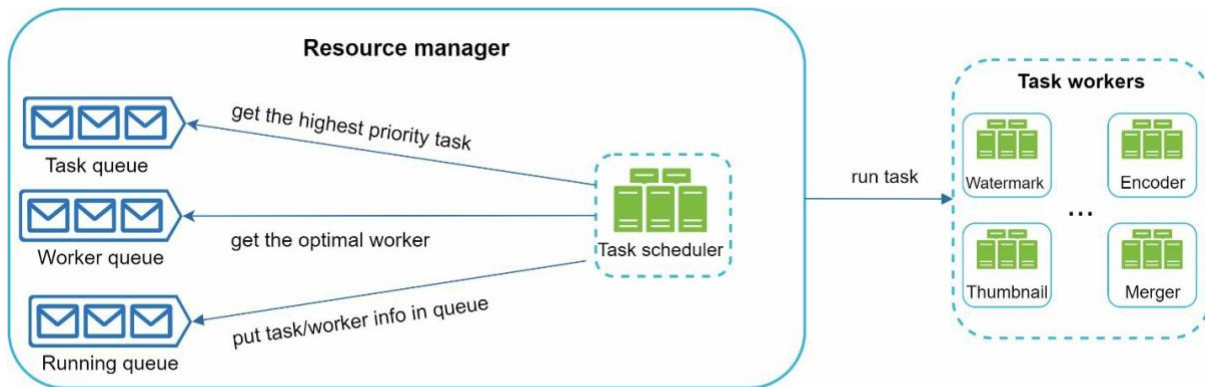 Resource manager
get the highest priority task
Task queue
get the optimal worker
Worker queue
put task/worker info in queue
Running queue
Task scheduler
run task
Task workers
Watermark
Encoder
...
Thumbnail
Merger